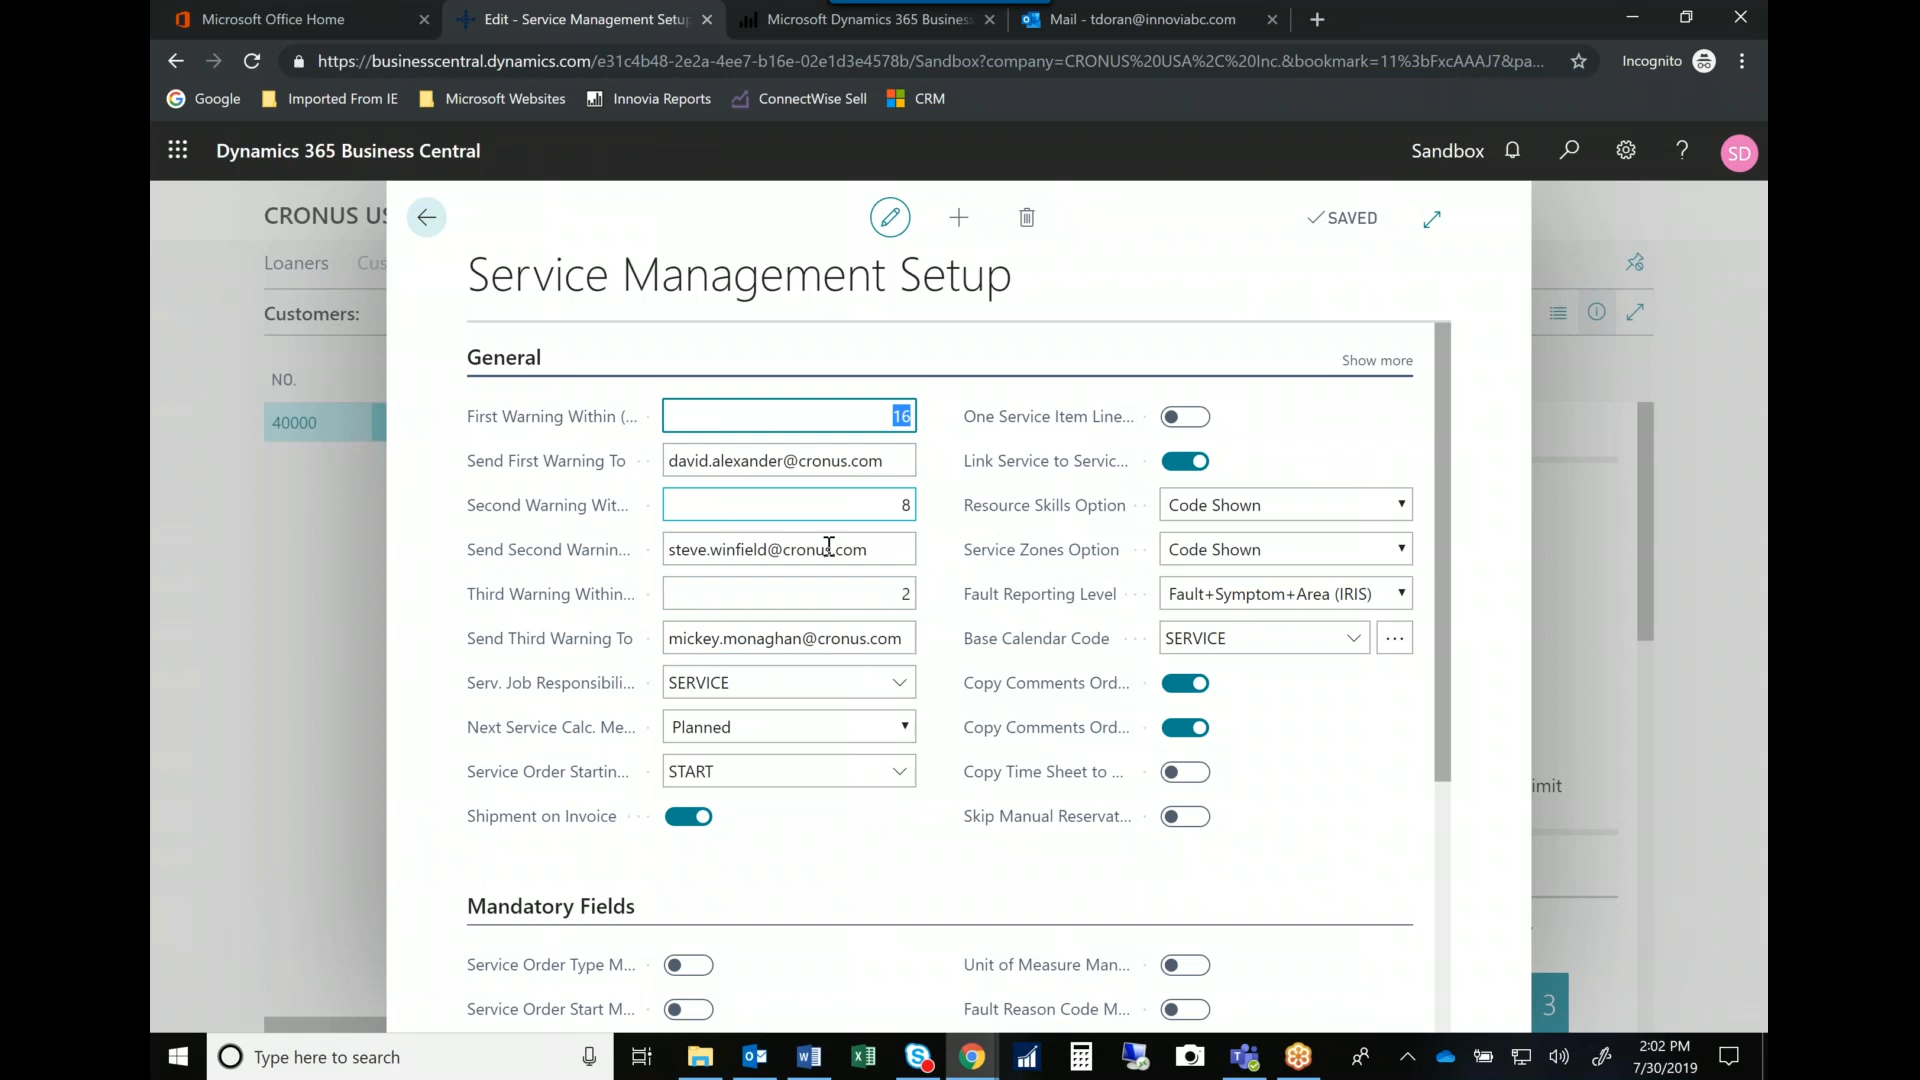 Microsoft Office Home
Edit - Service Management Setup
Microsoft Dynamics 365 Business
Mail - tdoran@innoviabc.com
https://businesscentral.dynamics.com/e31c4b48-2e2a-4ee7-b16e-02e1d3e4578b/Sandbox?company=CRONUS%20USA%2C%20Inc.&bookmark=11%3bFxcAAAJ7&pa...
Incognito
Google
Imported From IE
Microsoft Websites
Innovia Reports
ConnectWise Sell
CRM
Dynamics 365 Business Central
Sandbox
SD
CRONUS US
SAVED
Loaners
Cus
Service Management Setup
Customers:
NO.
40000
General
Show more
First Warning Within (...
16
Send First Warning To
david.alexander@cronus.com
Second Warning Wit...
8
Send Second Warnin...
steve.winfield@cronus.com
Third Warning Within...
2
Send Third Warning To
mickey.monaghan@cronus.com
Serv. Job Responsibili...
SERVICE
Next Service Calc. Me...
Planned
Service Order Startin...
START
Shipment on Invoice
One Service Item Line...
Link Service to Servic...
Resource Skills Option
Code Shown
Service Zones Option
Code Shown
Fault Reporting Level
Fault+Symptom+Area (IRIS)
Base Calendar Code
SERVICE
...
Copy Comments Ord...
Copy Comments Ord...
Copy Time Sheet to ...
Skip Manual Reservat...
imit
Mandatory Fields
Service Order Type M...
Service Order Start M...
Unit of Measure Man...
Fault Reason Code M...
3
Type here to search
2:02 PM
7/30/2019